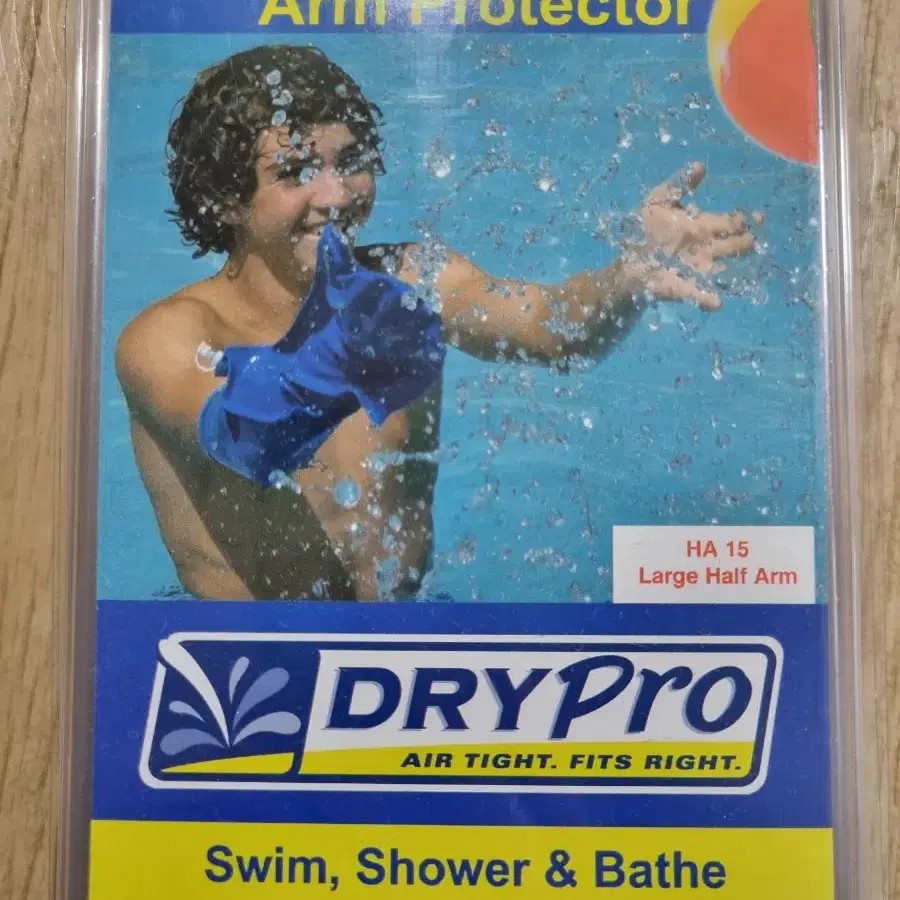 Arm Protector
HA 15
Large Half Arm
DRYPro
AIR TIGHT. FITS RIGHT.
Swim, Shower & Bathe